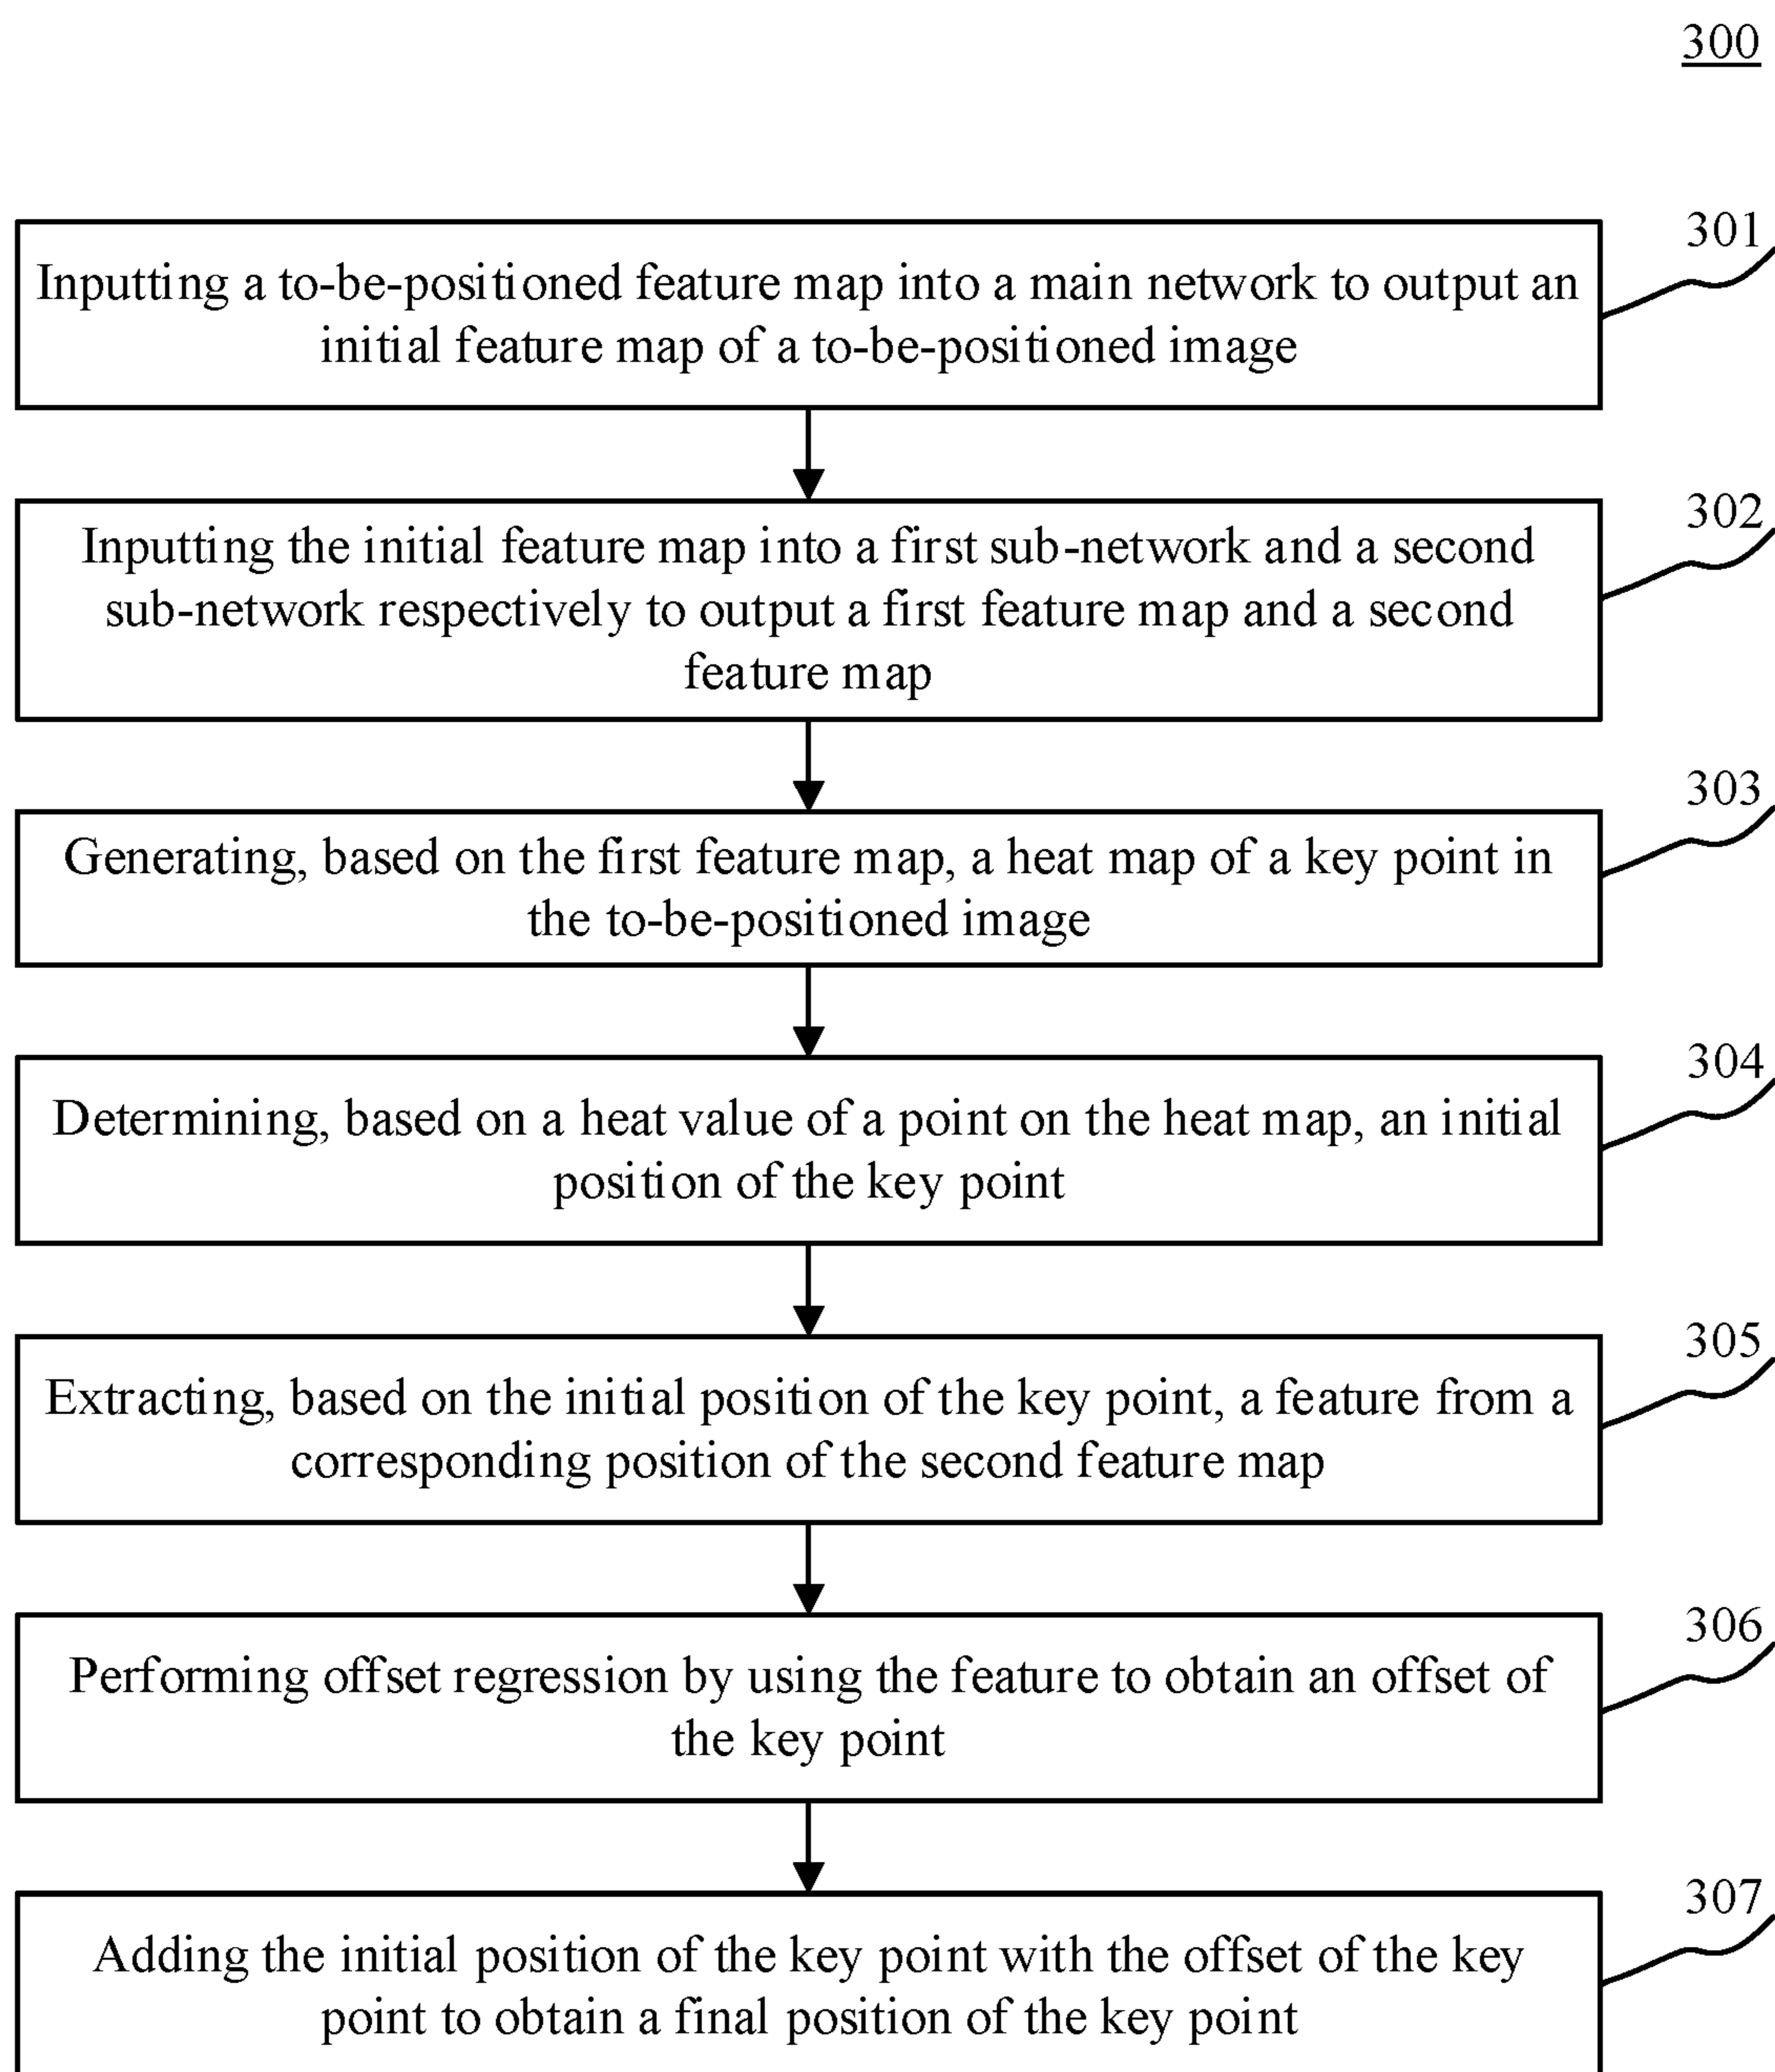 300
301
Inputting a to-be-positioned feature map into a main network to output an
initial feature map of a to-be-positioned image
302
Inputting the initial feature map into a first sub-network and a second
sub-network respectively to output a first feature map and a second
feature map
303
Generating, based on the first feature map, a heat map of a key point in
the to-be-positioned image
304
Determining, based on a heat value of a point on the heat map, an initial
position of the key point
305
Extracting, based on the initial position of the key point, a feature from a
corresponding position of the second feature map
306
Performing offset regression by using the feature to obtain an offset of
the key point
307
Adding the initial position of the key point with the offset of the key
point to obtain a final position of the key point